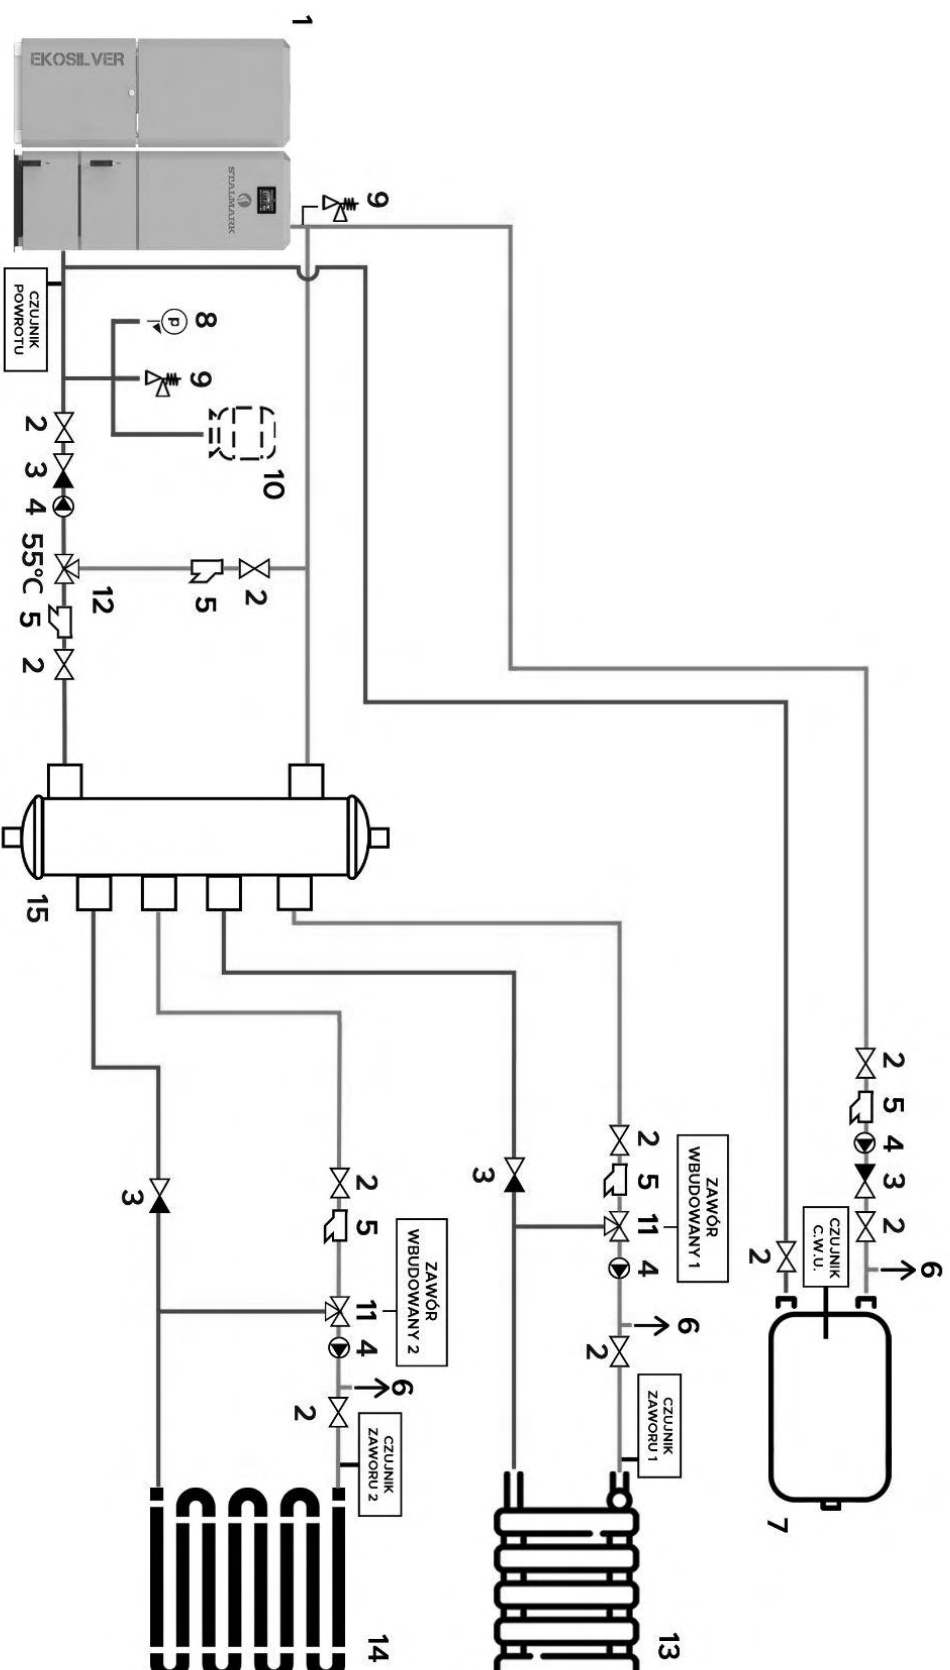 1
EKOSILVER
STALMARK
9
CZUJNIK
POWROTU
8
P
9
10
2
3
4
55°C
12
5
2
5
2
15
2
5
4
3
2
6
2
CZUJNIK
C.W.U.
7
2
5
11
4
6
2
3
ZAWÓR
WBUDOWANY 1
CZUJNIK
ZAWORU 1
13
2
5
11
4
6
2
3
ZAWÓR
WBUDOWANY 2
CZUJNIK
ZAWORU 2
14